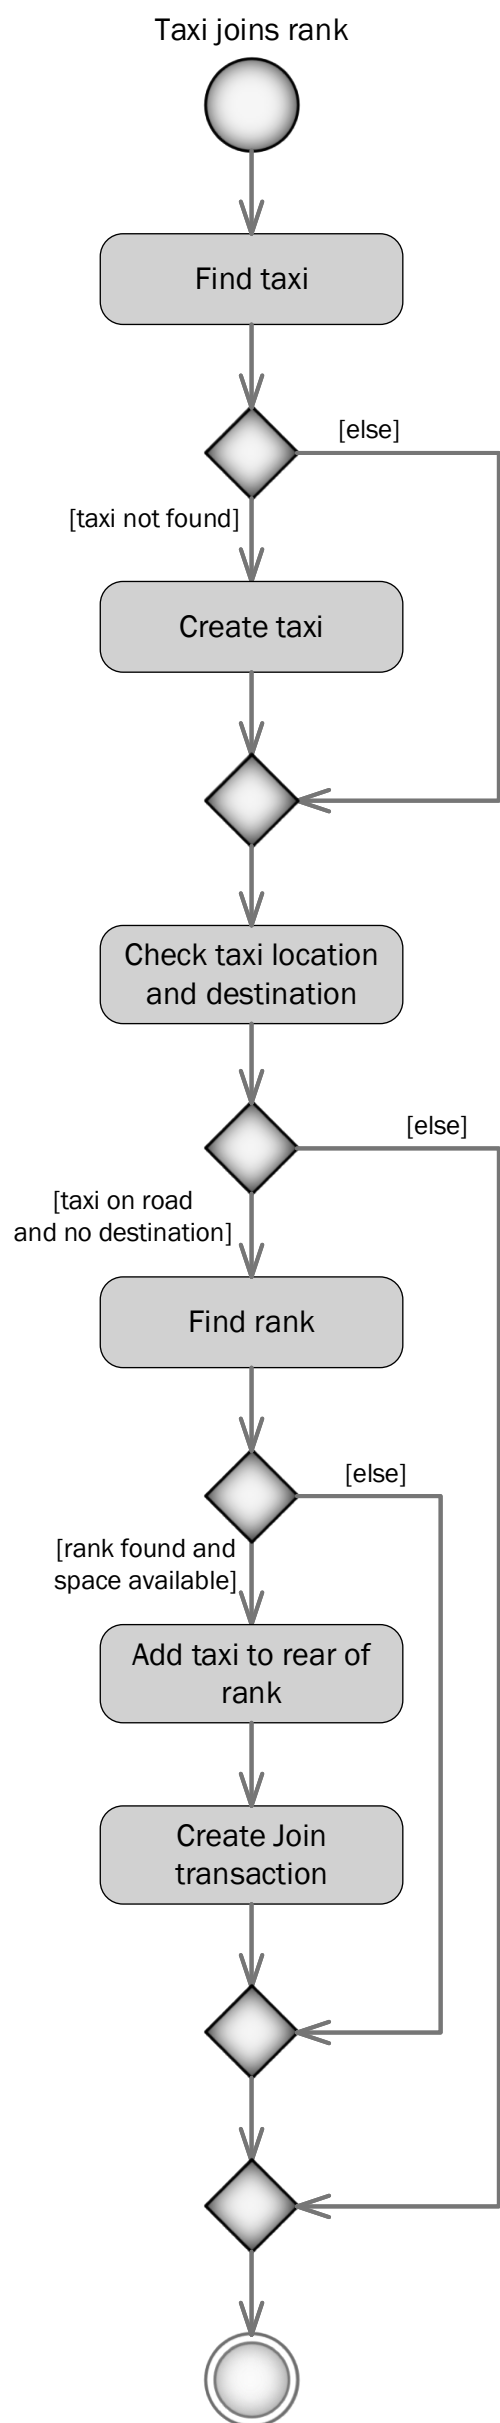 Taxi joins rank
Find taxi
[else]
[taxi not found]
Create taxi
Check taxi location
and destination
[else]
[taxi on road
and no destination]
Find rank
[else]
[rank found and
space available]
Add taxi to rear of
rank
Create Join
transaction